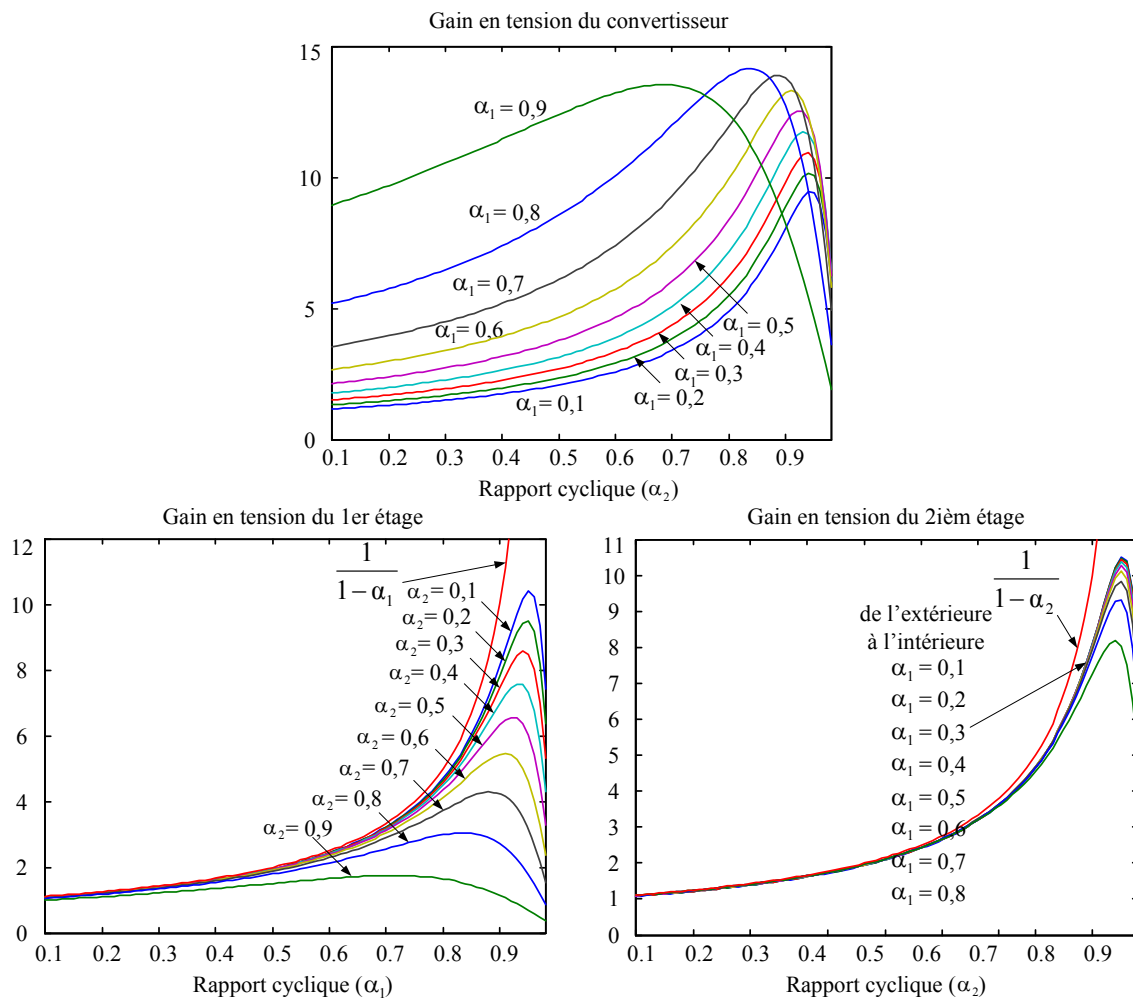 Gain en tension du convertisseur
15
10
5
0
α₁ = 0,9
α₁ = 0,8
α₁ = 0,7
α₁ = 0,6
α₁ = 0,5
α₁ = 0,4
α₁ = 0,3
α₁ = 0,2
α₁ = 0,1
0.1 0.2 0.3 0.4 0.5 0.6 0.7 0.8 0.9
Rapport cyclique (α₂)
Gain en tension du 1er étage
12
10
8
6
4
2
0
1
1−α₁
α₂ = 0,1
α₂ = 0,2
α₂ = 0,3
α₂ = 0,4
α₂ = 0,5
α₂ = 0,6
α₂ = 0,7
α₂ = 0,8
α₂ = 0,9
0.1 0.2 0.3 0.4 0.5 0.6 0.7 0.8 0.9
Rapport cyclique (α₁)
Gain en tension du 2ièm étage
11
10
9
8
7
6
5
4
3
2
1
0
1
1−α₂
de l'extérieure
à l'intérieure
α₁ = 0,1
α₁ = 0,2
α₁ = 0,3
α₁ = 0,4
α₁ = 0,5
α₁ = 0,6
α₁ = 0,7
α₁ = 0,8
0.1 0.2 0.3 0.4 0.5 0.6 0.7 0.8 0.9
Rapport cyclique (α₂)